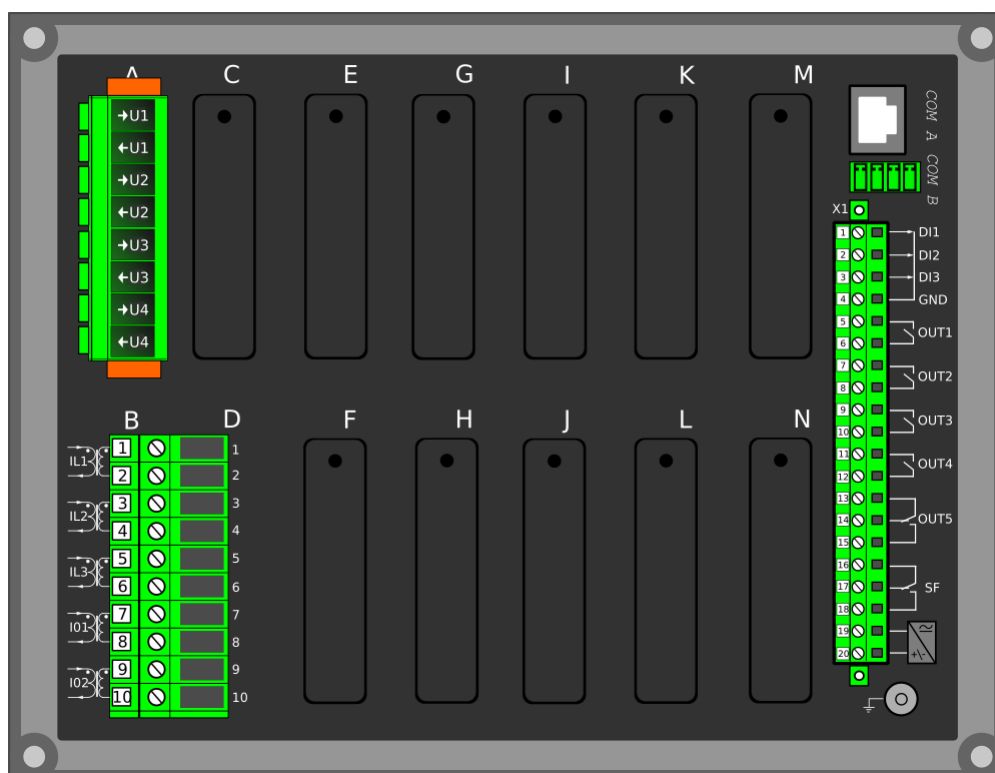 A C E G I K M
COM A
COM B
→U1
←U1
→U2
←U2
→U3
←U3
→U4
←U4
X1
1 DI1
2 DI2
3 DI3
4 GND
5
6
OUT1
7
8
OUT2
9
10
OUT3
11
12
OUT4
13
14 OUT5
15
16
17 SF
18
19 ≃
20 +/-
B D F H J L N
IL1
1 1
2 2
IL2
3 3
4 4
IL3
5 5
6 6
I01
7 7
8 8
I02
9 9
10 10